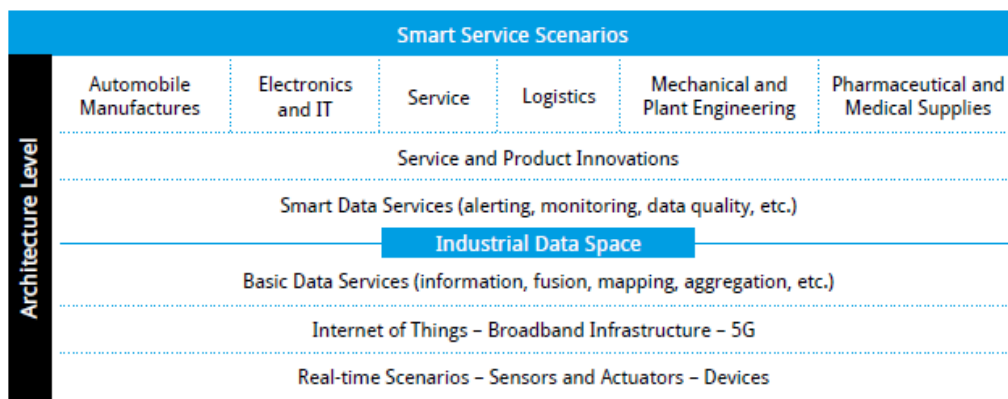 Smart Service Scenarios
Architecture Level
Automobile
Manufactures
Electronics
and IT
Service
Logistics
Mechanical and
Plant Engineering
Pharmaceutical and
Medical Supplies
Service and Product Innovations
Smart Data Services (alerting, monitoring, data quality, etc.)
Industrial Data Space
Basic Data Services (information, fusion, mapping, aggregation, etc.)
Internet of Things – Broadband Infrastructure – 5G
Real-time Scenarios – Sensors and Actuators – Devices